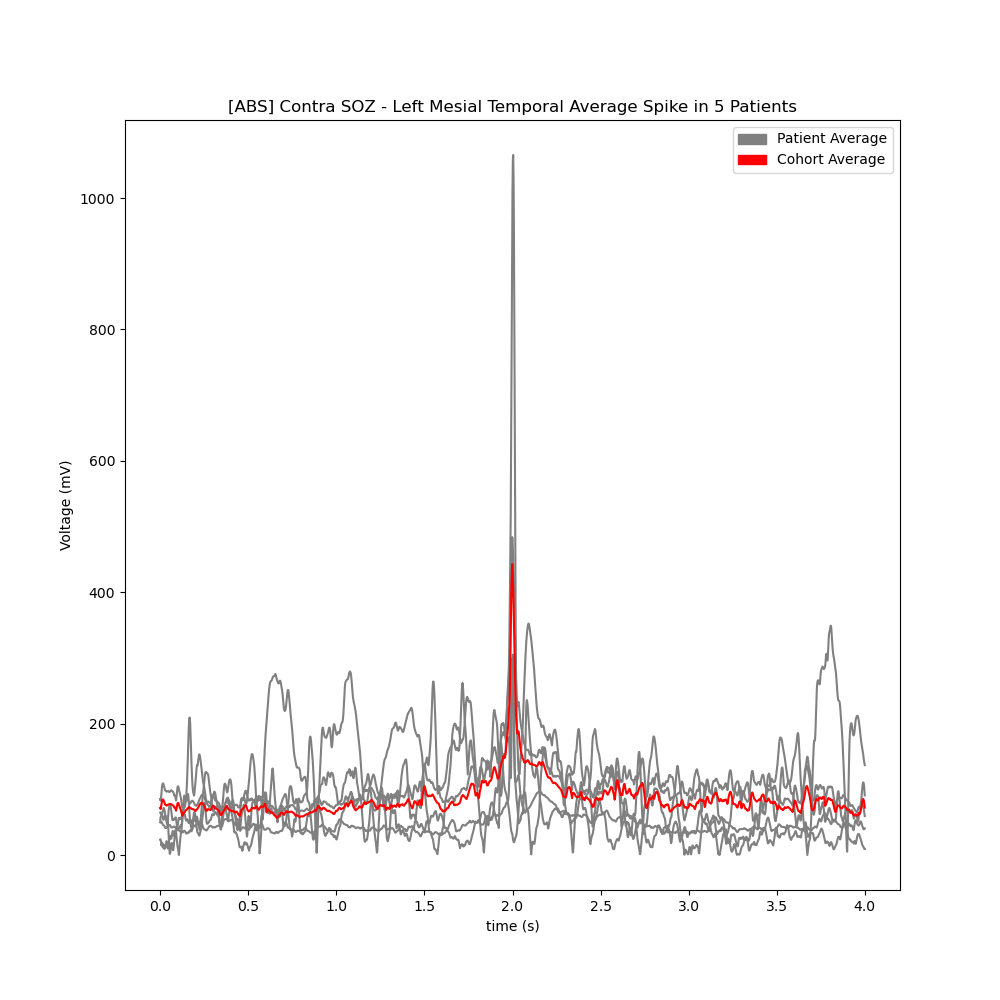 [ABS] Contra SOZ - Left Mesial Temporal Average Spike in 5 Patients
Patient Average
Cohort Average
1000
800
600
400
200
0
Voltage (mV)
0.0 0.5 1.0 1.5 2.0 2.5 3.0 3.5 4.0
time (s)